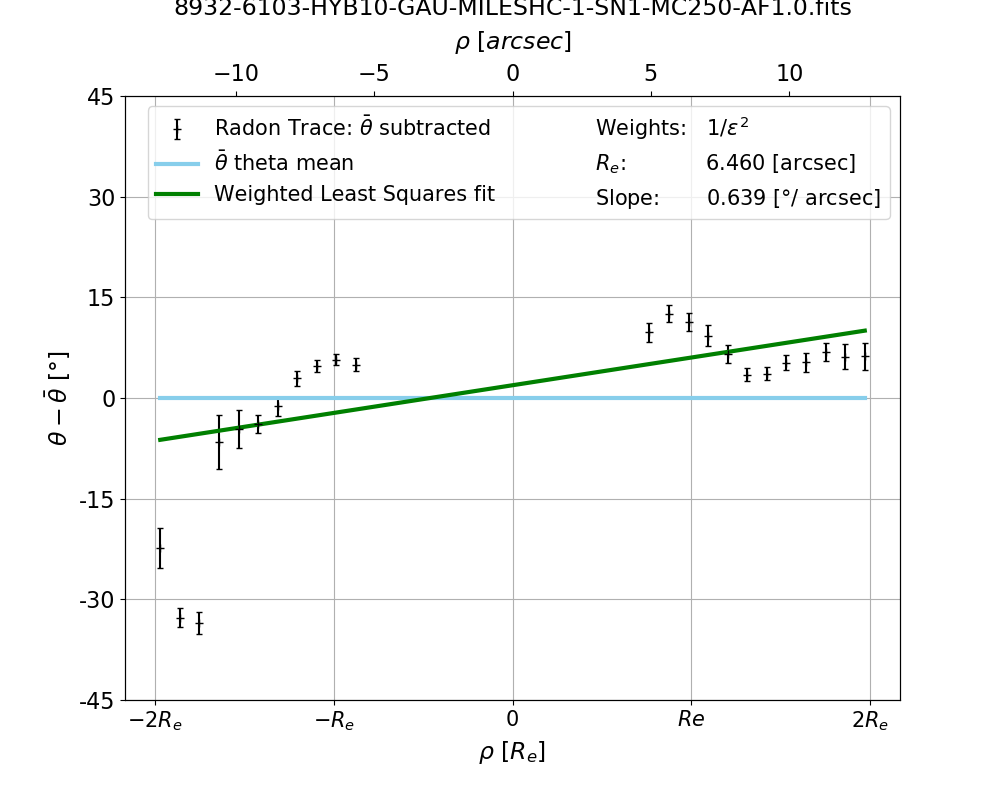 8932-6103-HYB10-GAU-MILESHC-1-SN1-MC250-AF1.0.fits
ρ [arcsec]
−10 −5 0 5 10
45
30
15
0
-15
-30
-45
θ − θ̄ [°]
Radon Trace: θ̄ subtracted
θ̄ theta mean
Weighted Least Squares fit
Weights: 1/ε²
Rₑ: 6.460 [arcsec]
Slope: 0.639 [°/ arcsec]
−2Rₑ −Rₑ 0 Re 2Rₑ
ρ [Rₑ]